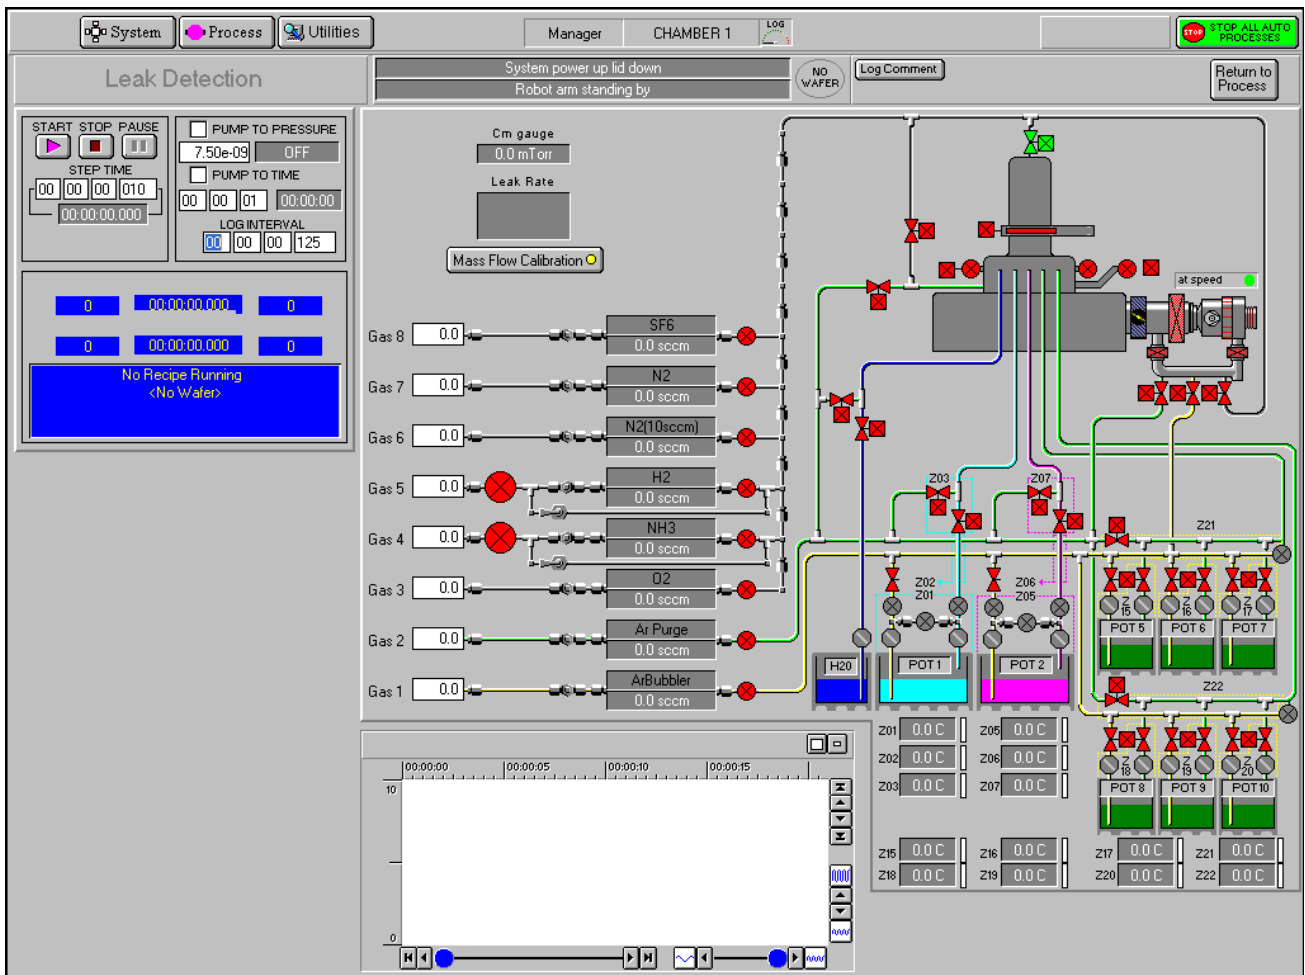 System Process Utilities Manager CHAMBER 1 LOG STOP STOP ALL AUTO
PROCESSES
Leak Detection
System power up lid down
Robot arm standing by
NO
WAFER
Log Comment
Return to
Process
START STOP PAUSE
STEP TIME
00 00 00 010
00:00:00.000
PUMP TO PRESSURE
7.50e-09 OFF
PUMP TO TIME
00 00 01 00:00:00
LOG INTERVAL
00 00 00 125
0 00:00:00.000 0
0 00:00:00.000 0
No Recipe Running
<No Wafer>
Cm gauge
0.0 mTorr
Leak Rate
Mass Flow Calibration
at speed
Gas 8 0.0 SF6
0.0 sccm
Gas 7 0.0 N2
0.0 sccm
Gas 6 0.0 N2(10sccm)
0.0 sccm
Gas 5 0.0 H2
0.0 sccm
Gas 4 0.0 NH3
0.0 sccm
Gas 3 0.0 O2
0.0 sccm
Gas 2 0.0 Ar Purge
0.0 sccm
Gas 1 0.0 ArBubbler
0.0 sccm
Z03 Z07
Z21
Z02 Z06
Z01 Z05
Z 15 Z 16 Z 17
POT 5 POT 6 POT 7
H20 POT 1 POT 2
Z22
Z 18 Z 19 Z 20
POT 8 POT 9 POT10
Z01 0.0 C Z05 0.0 C
Z02 0.0 C Z06 0.0 C
Z03 0.0 C Z07 0.0 C
Z15 0.0 C Z16 0.0 C Z17 0.0 C Z21 0.0 C
Z18 0.0 C Z19 0.0 C Z20 0.0 C Z22 0.0 C
00:00:00 00:00:05 00:00:10 00:00:15
10
0